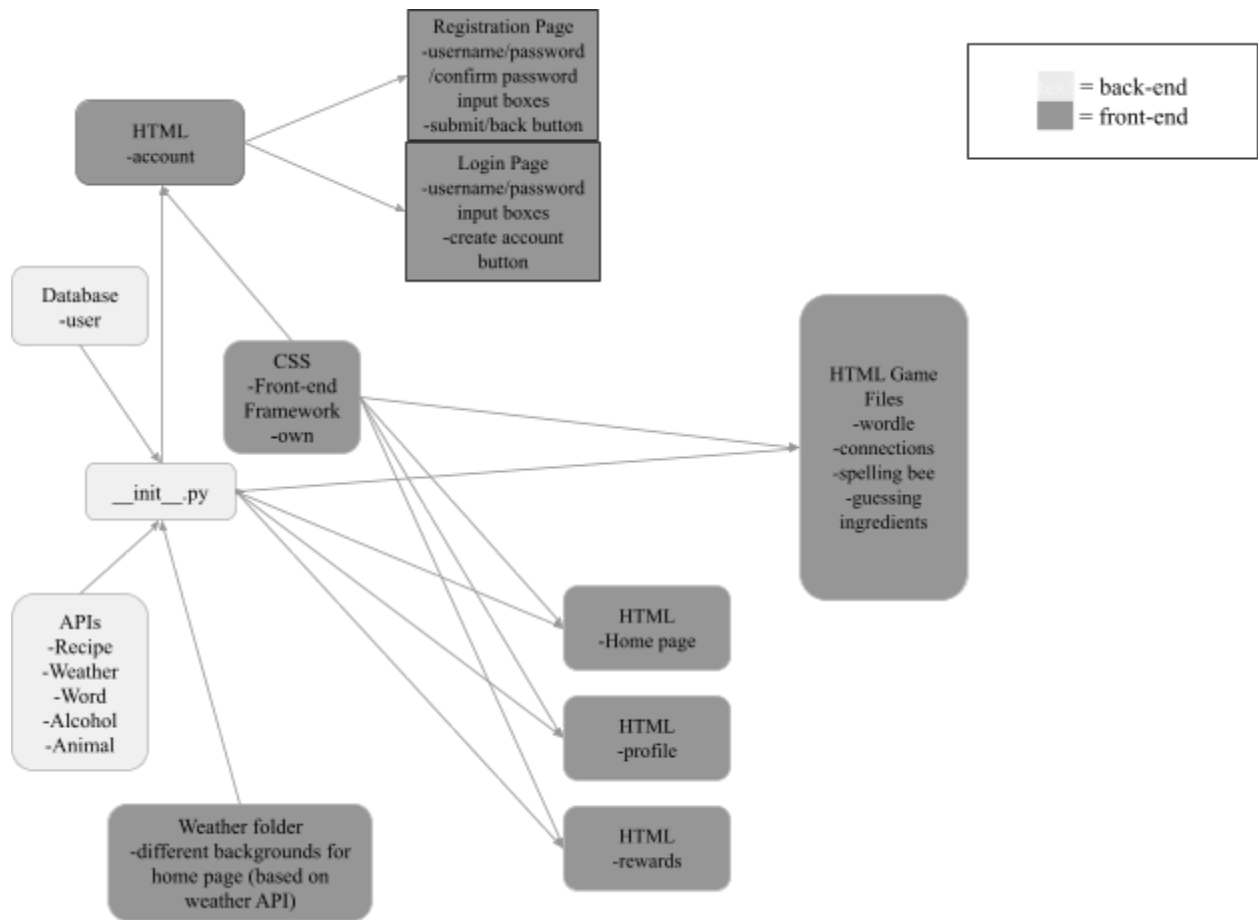 Registration Page
-username/password
/confirm password
input boxes
-submit/back button
= back-end
= front-end
HTML
-account
Login Page
-username/password
input boxes
-create account
button
Database
-user
CSS
-Front-end
Framework
-own
HTML Game
Files
-wordle
-connections
-spelling bee
-guessing
ingredients
__init__.py
APIs
-Recipe
-Weather
-Word
-Alcohol
-Animal
HTML
-Home page
HTML
-profile
HTML
-rewards
Weather folder
-different backgrounds for
home page (based on
weather API)